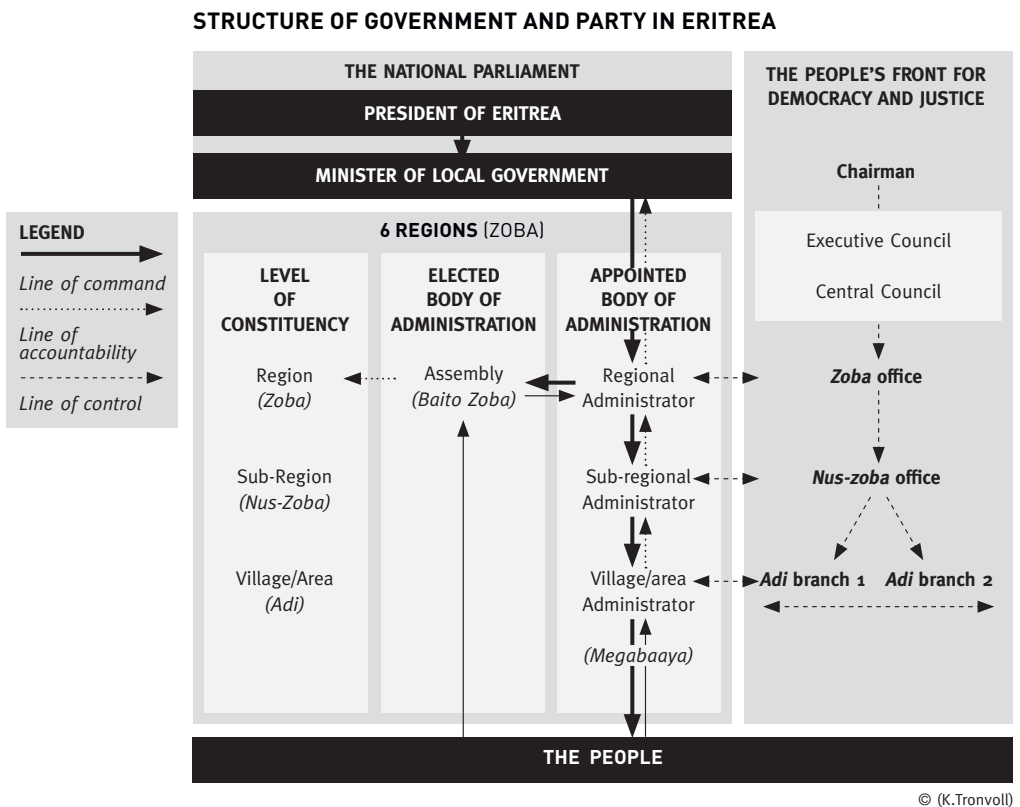 STRUCTURE OF GOVERNMENT AND PARTY IN ERITREA
THE NATIONAL PARLIAMENT
PRESIDENT OF ERITREA
MINISTER OF LOCAL GOVERNMENT
THE PEOPLE'S FRONT FOR
DEMOCRACY AND JUSTICE
Chairman
Executive Council
Central Council
Zoba office
Nus-zoba office
Adi branch 1
Adi branch 2
LEGEND
Line of command
Line of
accountability
Line of control
6 REGIONS (ZOBA)
LEVEL
OF
CONSTITUENCY
Region
(Zoba)
Sub-Region
(Nus-Zoba)
Village/Area
(Adi)
ELECTED
BODY OF
ADMINISTRATION
Assembly
(Baito Zoba)
APPOINTED
BODY OF
ADMINISTRATION
Regional
Administrator
Sub-regional
Administrator
Village/area
Administrator
(Megabaaya)
THE PEOPLE
© (K.Tronvoll)